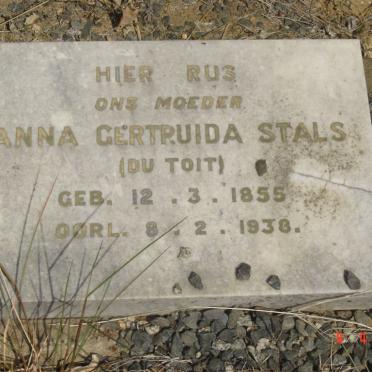 HIER RUS
ONS MOEDER
ANNA GERTRUIDA STALS
(DU TOIT)
GEB. 12. 3. 1855
OORL. 8. 2. 1938.